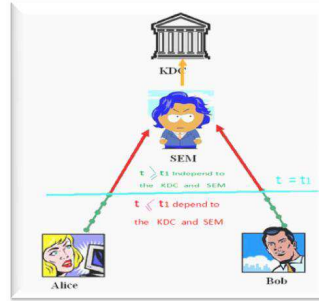 KDC
SEM
t ≥ t1 Independ to
the KDC and SEM
t = t1
t ≤ t1 depend to
the KDC and SEM
Alice
Bob